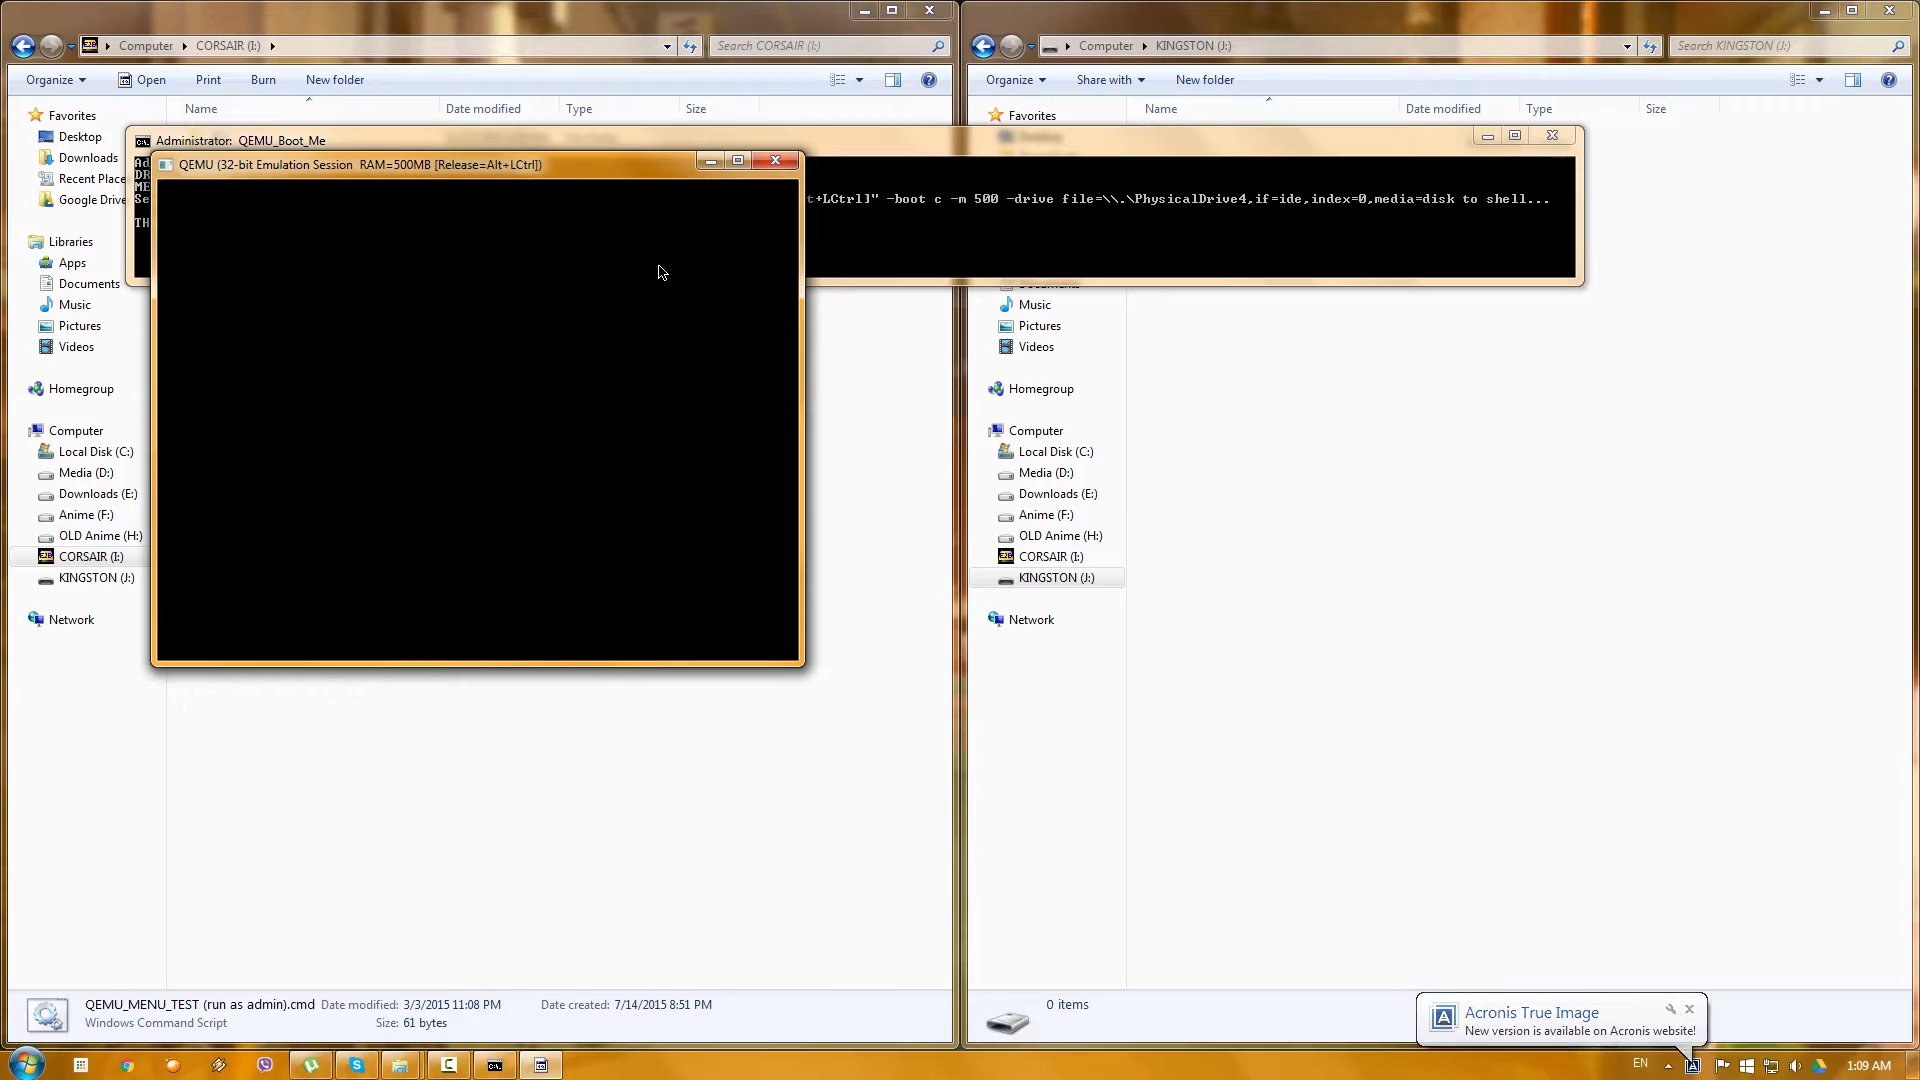 Computer CORSAIR (I:)
Search CORSAIR (I:)
Organize Open Print Burn New folder
Name Date modified Type Size
Favorites
Desktop
Downloads
Recent Place
Google Drive
Libraries
Apps
Documents
Music
Pictures
Videos
Homegroup
Computer
Local Disk (C:)
Media (D:)
Downloads (E:)
Anime (F:)
OLD Anime (H:)
CORSAIR (I:)
KINGSTON (J:)
Network
Administrator: QEMU_Boot_Me
Ad
DR
ME
Se
t+LCtrl]" -boot c -m 500 -drive file=\\.\PhysicalDrive4,if=ide,index=0,media=disk to shell...
TH
QEMU (32-bit Emulation Session RAM=500MB [Release=Alt+LCtrl])
QEMU_MENU_TEST (run as admin).cmd Date modified: 3/3/2015 11:08 PM Date created: 7/14/2015 8:51 PM
Windows Command Script Size: 61 bytes
Computer KINGSTON (J:)
Search KINGSTON (J:)
Organize Share with New folder
Name Date modified Type Size
Favorites
Desktop
Documents
Music
Pictures
Videos
Homegroup
Computer
Local Disk (C:)
Media (D:)
Downloads (E:)
Anime (F:)
OLD Anime (H:)
CORSAIR (I:)
KINGSTON (J:)
Network
0 items
Acronis True Image
New version is available on Acronis website!
EN
1:09 AM